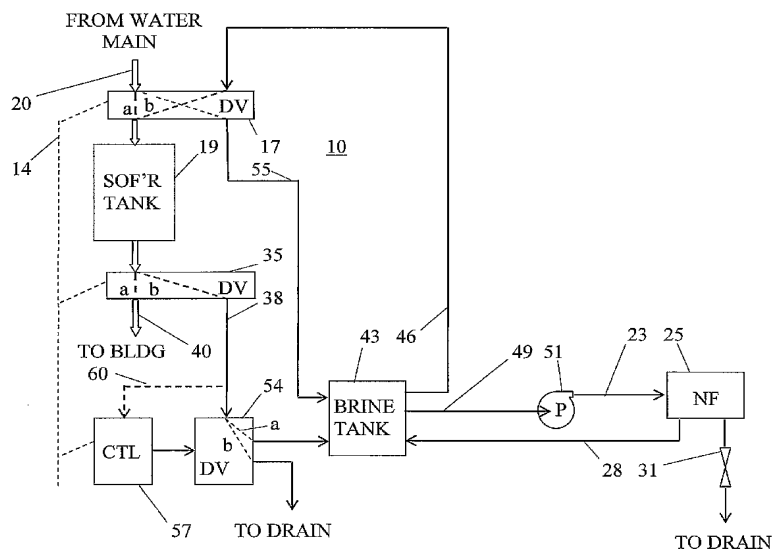 FROM WATER
MAIN
20
a b DV
17
14
19
10
SOF'R
TANK
55
35
a b DV
38
43
46
49
51
23
25
TO BLDG
40
60
54
BRINE
TANK
P
NF
CTL
a
b
DV
28
31
57
TO DRAIN
TO DRAIN